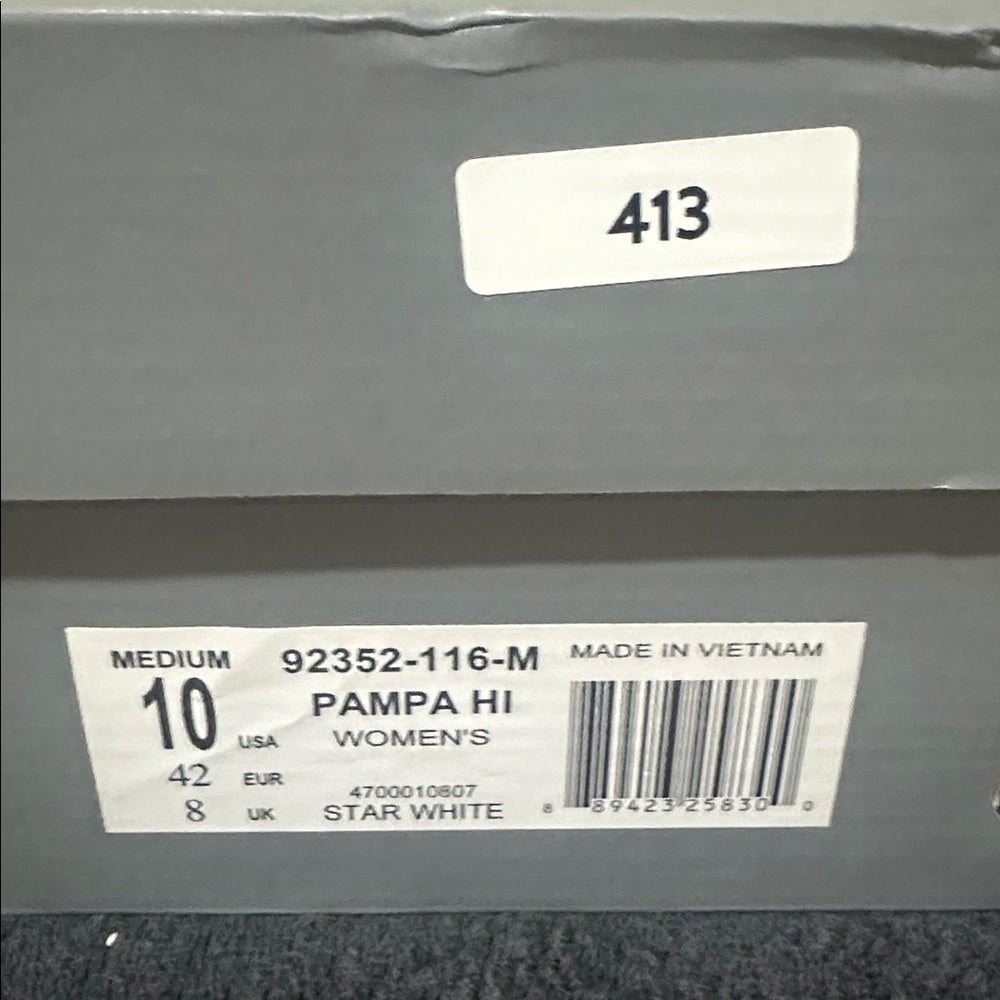 413
MEDIUM 92352-116-M MADE IN VIETNAM
10 USA PAMPA HI
WOMEN'S
42 EUR
4700010807
8 UK STAR WHITE
8 89423 25830 0